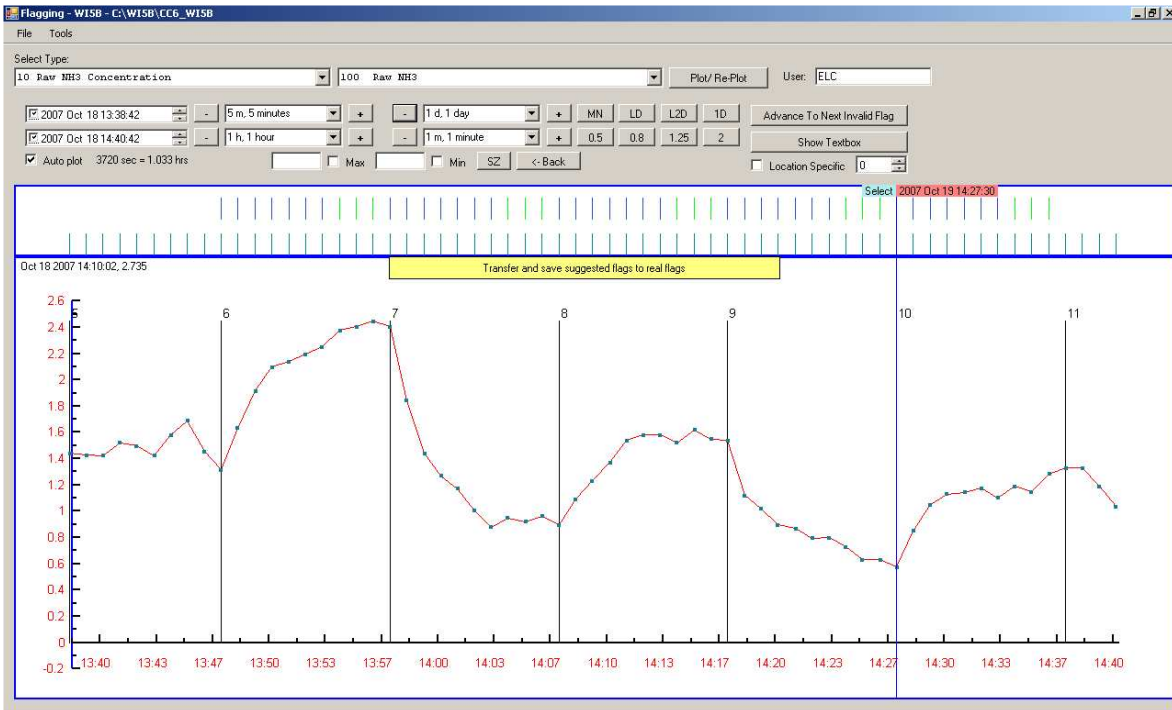 Flagging - WI5B - C:\WI5B\CC6_WI5B
File Tools
Select Type:
10 Raw NH3 Concentration 100 Raw NH3 Plot/ Re-Plot User: ELC
2007 Oct 18 13:38:42 - 5 m, 5 minutes + - 1 d, 1 day + MN LD L2D 1D Advance To Next Invalid Flag
2007 Oct 18 14:40:42 - 1 h, 1 hour + - 1 m, 1 minute + 0.5 0.8 1.25 2 Show Textbox
Auto plot 3720 sec = 1.033 hrs Max Min SZ <- Back Location Specific 0
Select 2007 Oct 19 14:27:30
Oct 18 2007 14:10:02, 2.735 Transfer and save suggested flags to real flags
5 6 7 8 9 10 11
2.6
2.4
2.2
2
1.8
1.6
1.4
1.2
1
0.8
0.6
0.4
0.2
0
-0.2
13:40 13:43 13:47 13:50 13:53 13:57 14:00 14:03 14:07 14:10 14:13 14:17 14:20 14:23 14:27 14:30 14:33 14:37 14:40